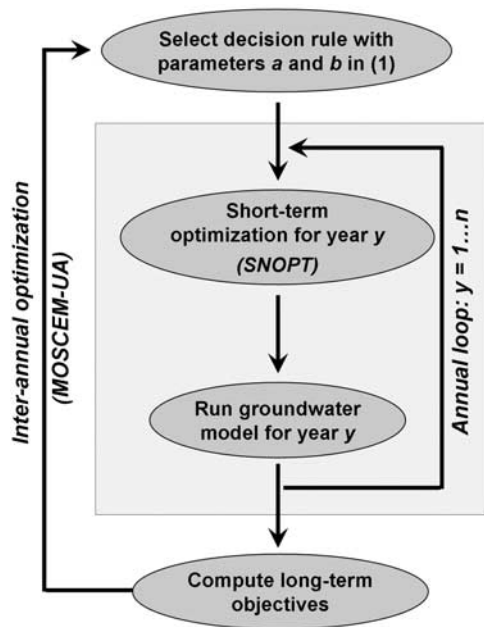 Select decision rule with
parameters a and b in (1)
Short-term
optimization for year y
(SNOPT)
Run groundwater
model for year y
Compute long-term
objectives
Inter-annual optimization
(MOSCEM-UA)
Annual loop: y = 1...n